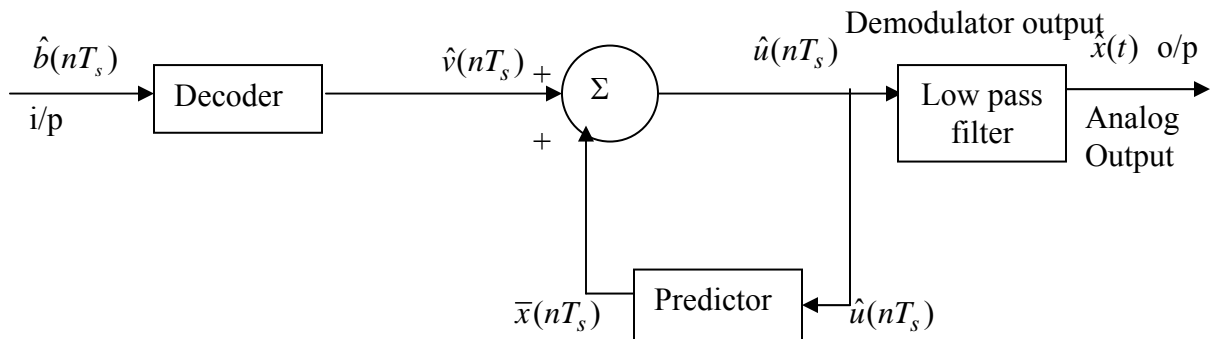 Demodulator output
b̂(nTₛ)
v̂(nTₛ) +
û(nTₛ)
x̂(t) o/p
i/p
Decoder
Σ
Low pass
filter
Analog
Output
+
x̅(nTₛ)
Predictor
û(nTₛ)